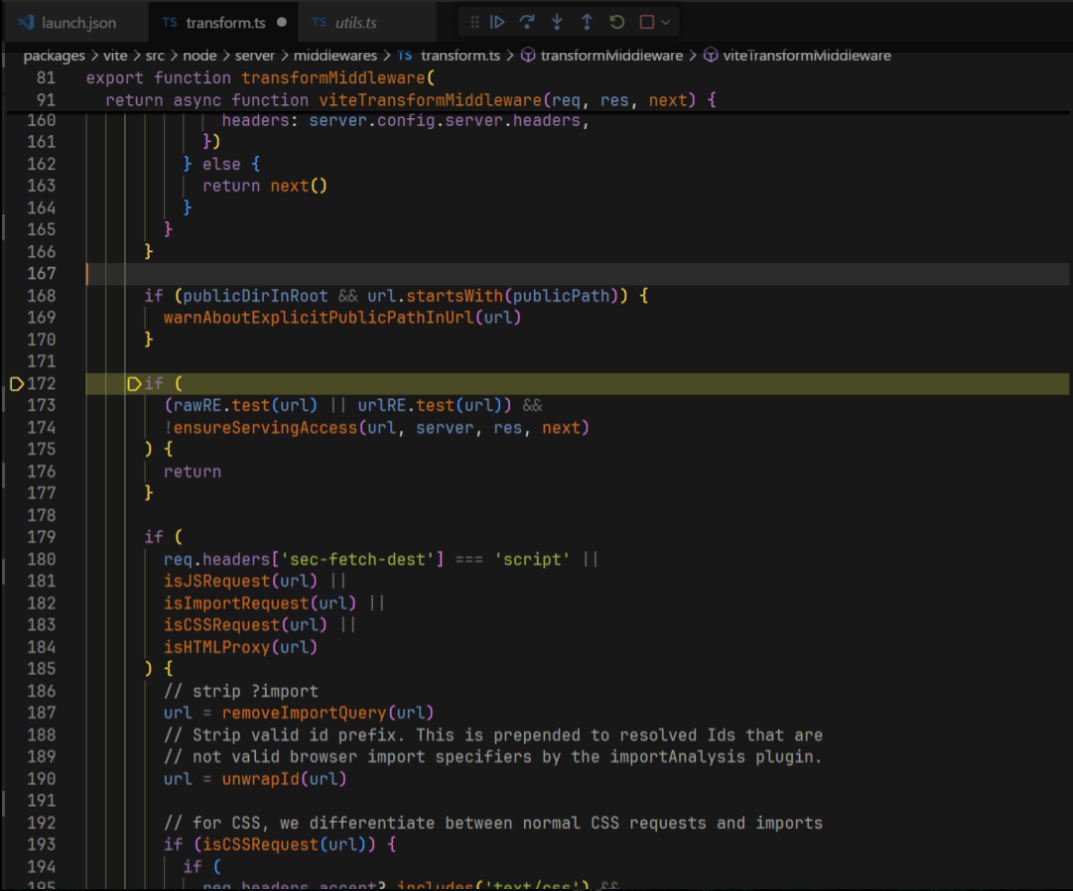 launch.json TS transform.ts TS utils.ts
packages > vite > src > node > server > middlewares > TS transform.ts > transformMiddleware > viteTransformMiddleware
81 export function transformMiddleware(
91 return async function viteTransformMiddleware(req, res, next) {
160 headers: server.config.server.headers,
161 })
162 } else {
163 return next()
164 }
165 }
166 }
167
168 if (publicDirInRoot && url.startsWith(publicPath)) {
169 warnAboutExplicitPublicPathInUrl(url)
170 }
171
172 if (
173 (rawRE.test(url) || urlRE.test(url)) &&
174 !ensureServingAccess(url, server, res, next)
175 ) {
176 return
177 }
178
179 if (
180 req.headers['sec-fetch-dest'] === 'script' ||
181 isJSRequest(url) ||
182 isImportRequest(url) ||
183 isCSSRequest(url) ||
184 isHTMLProxy(url)
185 ) {
186 // strip ?import
187 url = removeImportQuery(url)
188 // Strip valid id prefix. This is prepended to resolved Ids that are
189 // not valid browser import specifiers by the importAnalysis plugin.
190 url = unwrapId(url)
191
192 // for CSS, we differentiate between normal CSS requests and imports
193 if (isCSSRequest(url)) {
194 if (
195 req.headers.accept?.includes('text/css') &&